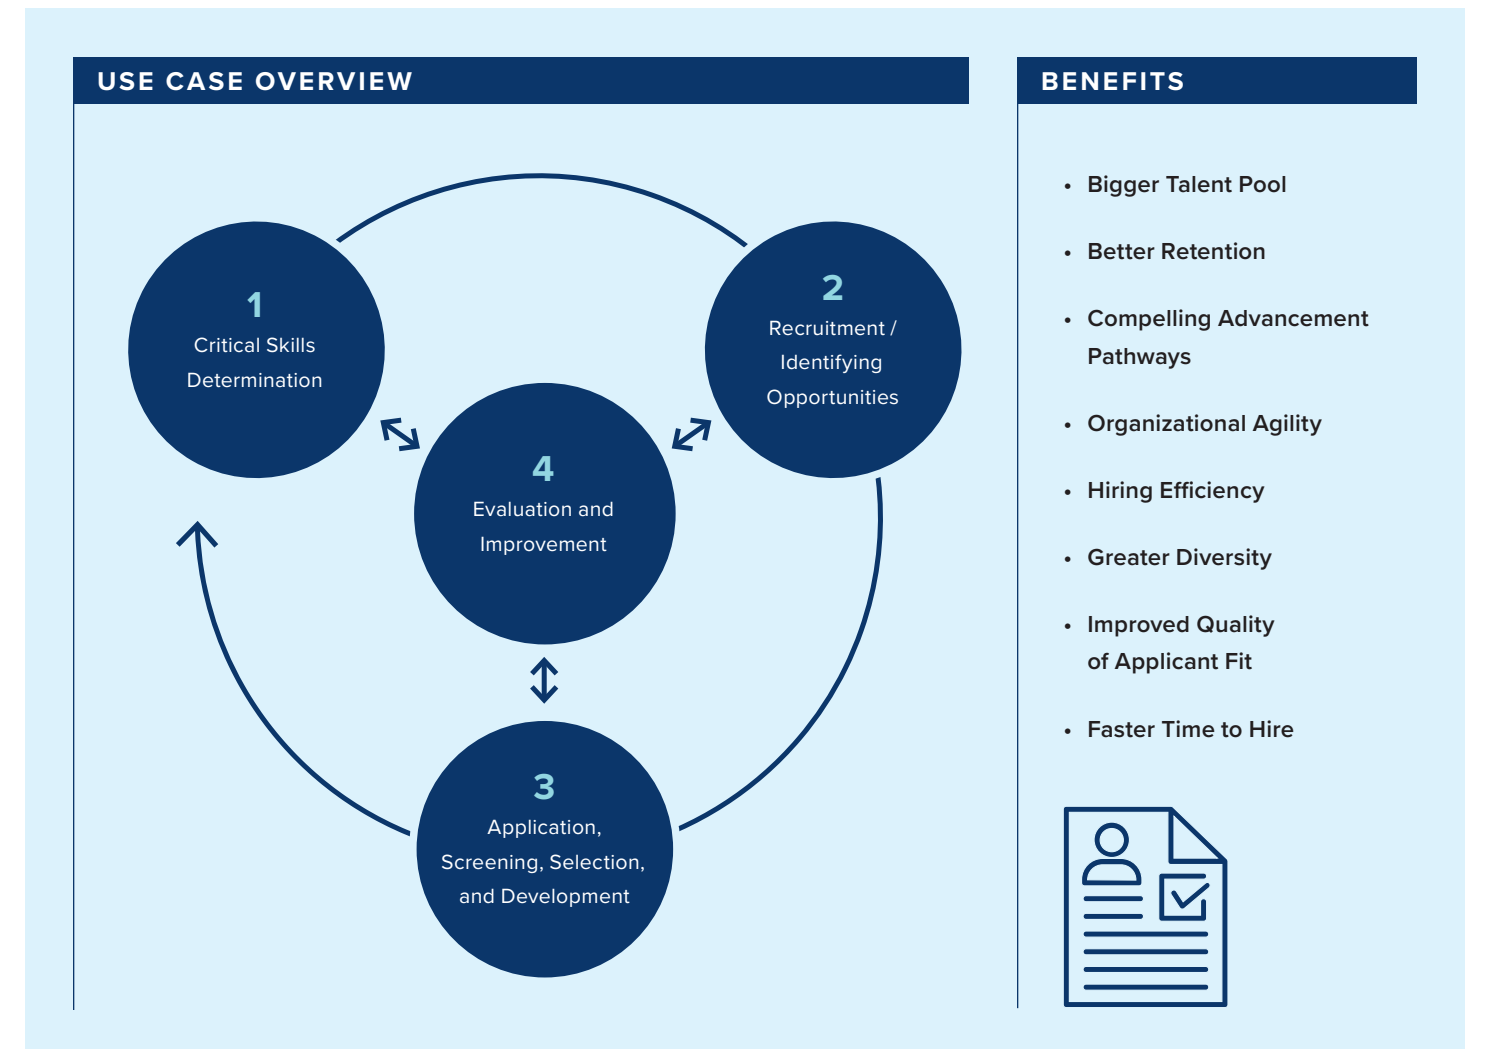 USE CASE OVERVIEW
1
Critical Skills
Determination
2
Recruitment /
Identifying
Opportunities
4
Evaluation and
Improvement
3
Application,
Screening, Selection,
and Development
BENEFITS
• Bigger Talent Pool
• Better Retention
• Compelling Advancement
Pathways
• Organizational Agility
• Hiring Efficiency
• Greater Diversity
• Improved Quality
of Applicant Fit
• Faster Time to Hire